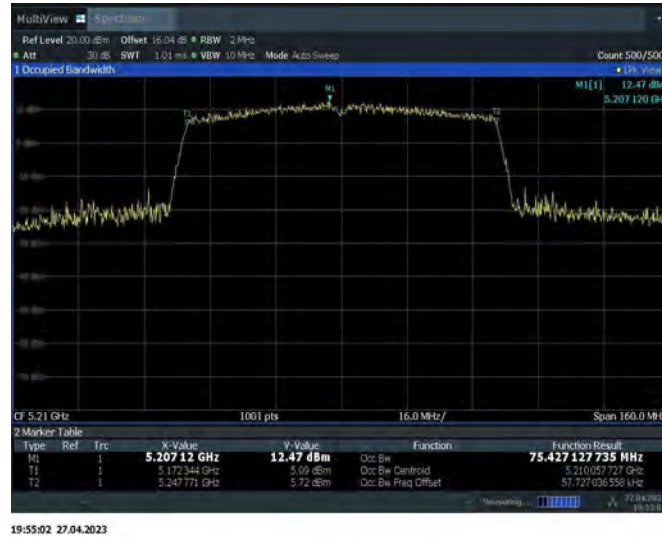 MultiView Spectrum
Ref Level 20.00 dBm Offset 16.04 dB RBW 2 MHz
Att 30 dB SWT 1.01 ms VBW 10 MHz Mode Auto Sweep Count 500/500
1 Occupied Bandwidth 1Pk View
M1[1] 12.47 dB
5.207 120 GH
M1
T1
T2
CF 5.21 GHz 1001 pts 16.0 MHz/ Span 160.0 MH
2 Marker Table
Type Ref Trc X-Value Y-Value Function Function Result
M1 1 5.207 12 GHz 12.47 dBm Occ Bw 75.427 127 735 MHz
T1 1 5.172 344 GHz 5.09 dBm Occ Bw Centroid 5.210 057 727 GHz
T2 1 5.247 771 GHz 5.72 dBm Occ Bw Freq Offset 57.727 036 558 kHz
Measuring...
19:55:02 27.04.2023